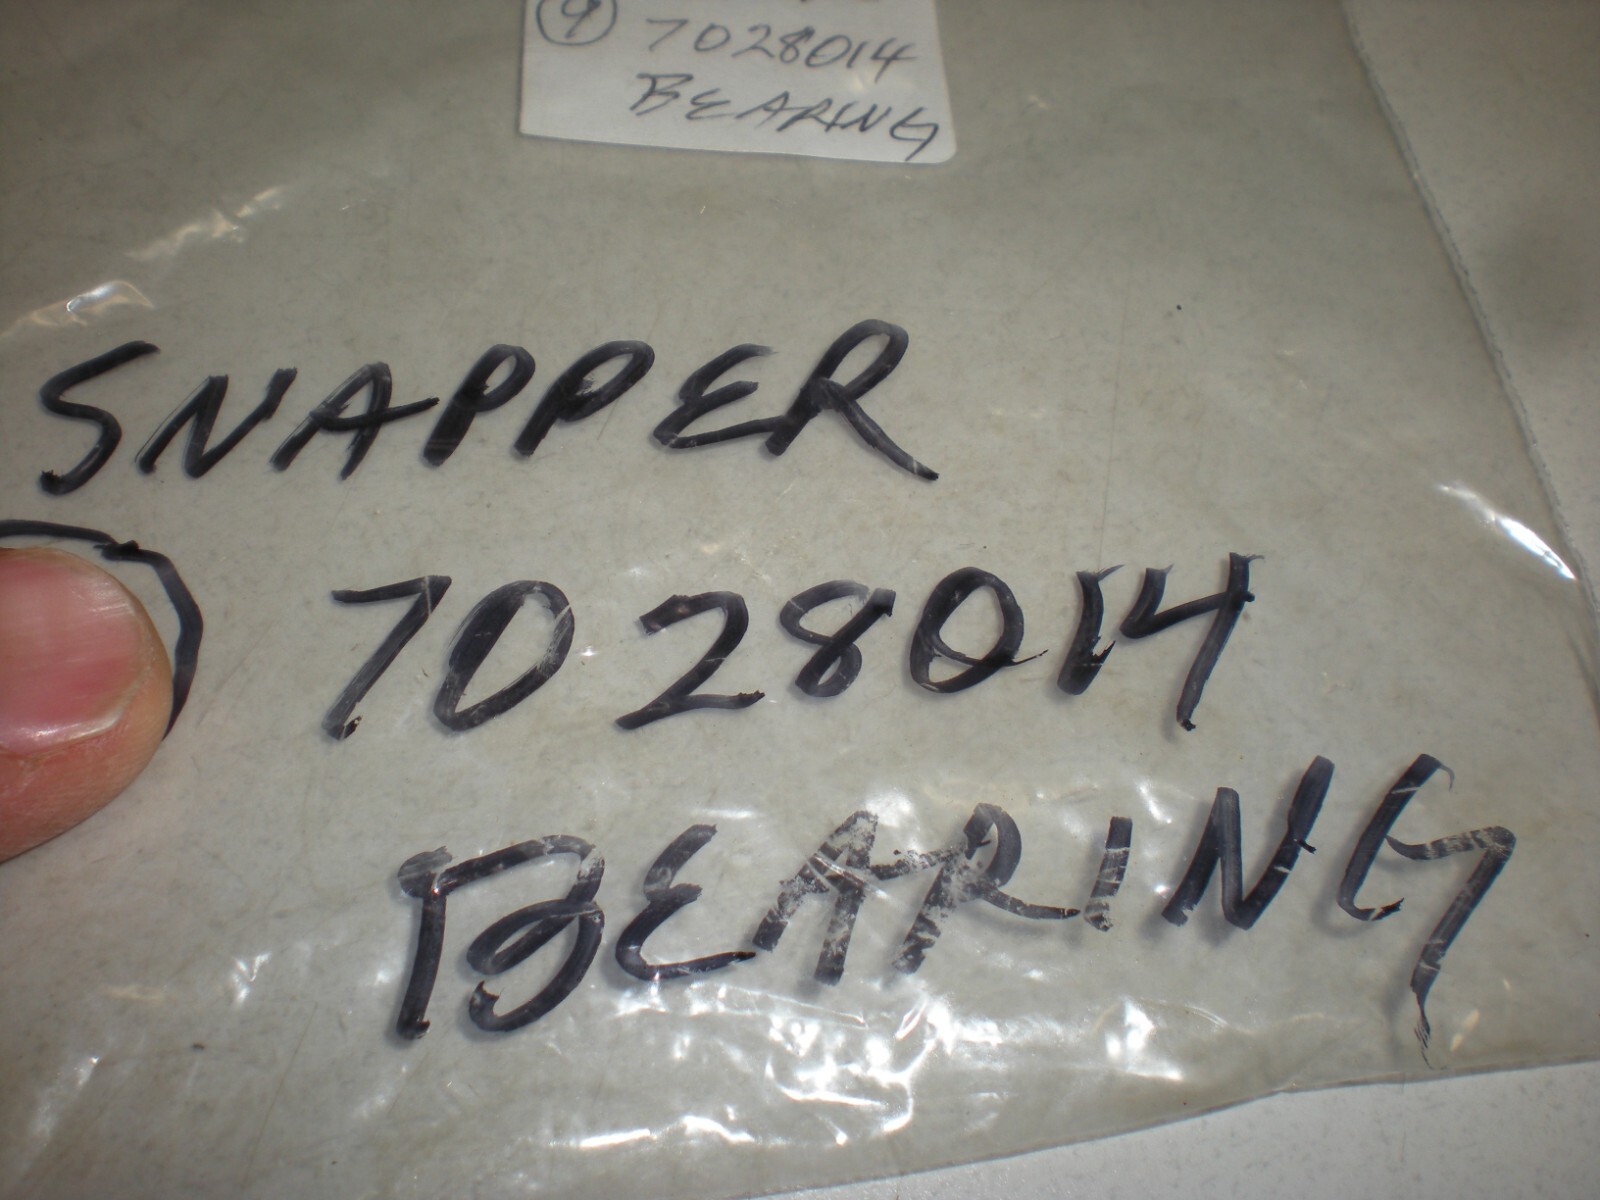 9 7028014
BEARING
SNAPPER
7028014
BEARING